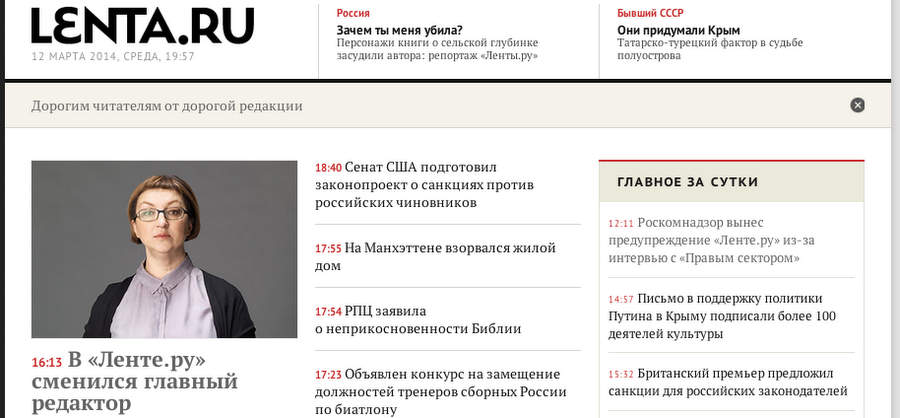 LENTA.RU
12 МАРТА 2014, СРЕДА, 19:57
Россия
Зачем ты меня убила?
Персонажи книги о сельской глубинке
засудили автора: репортаж «Ленты.ру»
Бывший СССР
Они придумали Крым
Татарско-турецкий фактор в судьбе
полуострова
Дорогим читателям от дорогой редакции
16:13 В «Ленте.ру»
сменился главный
редактор
18:40 Сенат США подготовил
законопроект о санкциях против
российских чиновников
17:55 На Манхэттене взорвался жилой
дом
17:54 РПЦ заявила
о неприкосновенности Библии
17:23 Объявлен конкурс на замещение
должностей тренеров сборных России
по биатлону
ГЛАВНОЕ ЗА СУТКИ
12:11 Роскомнадзор вынес
предупреждение «Ленте.ру» из-за
интервью с «Правым сектором»
14:57 Письмо в поддержку политики
Путина в Крыму подписали более 100
деятелей культуры
15:32 Британский премьер предложил
санкции для российских законодателей